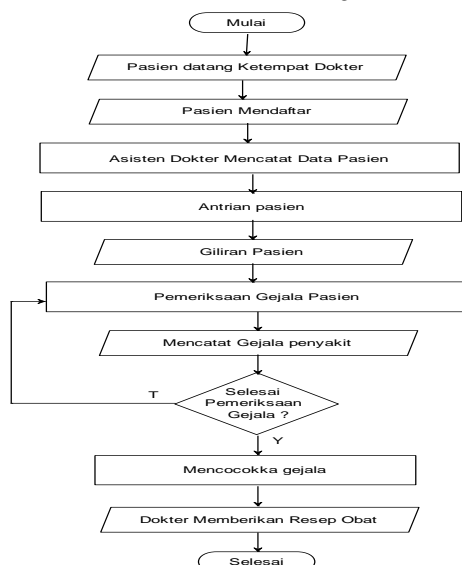 Mulai
Pasien datang Ketempat Dokter
Pasien Mendaftar
Asisten Dokter Mencatat Data Pasien
Antrian pasien
Giliran Pasien
Pemeriksaan Gejala Pasien
Mencatat Gejala penyakit
T
Selesai
Pemeriksaan
Gejala ?
Y
Mencocokka gejala
Dokter Memberikan Resep Obat
Selesai